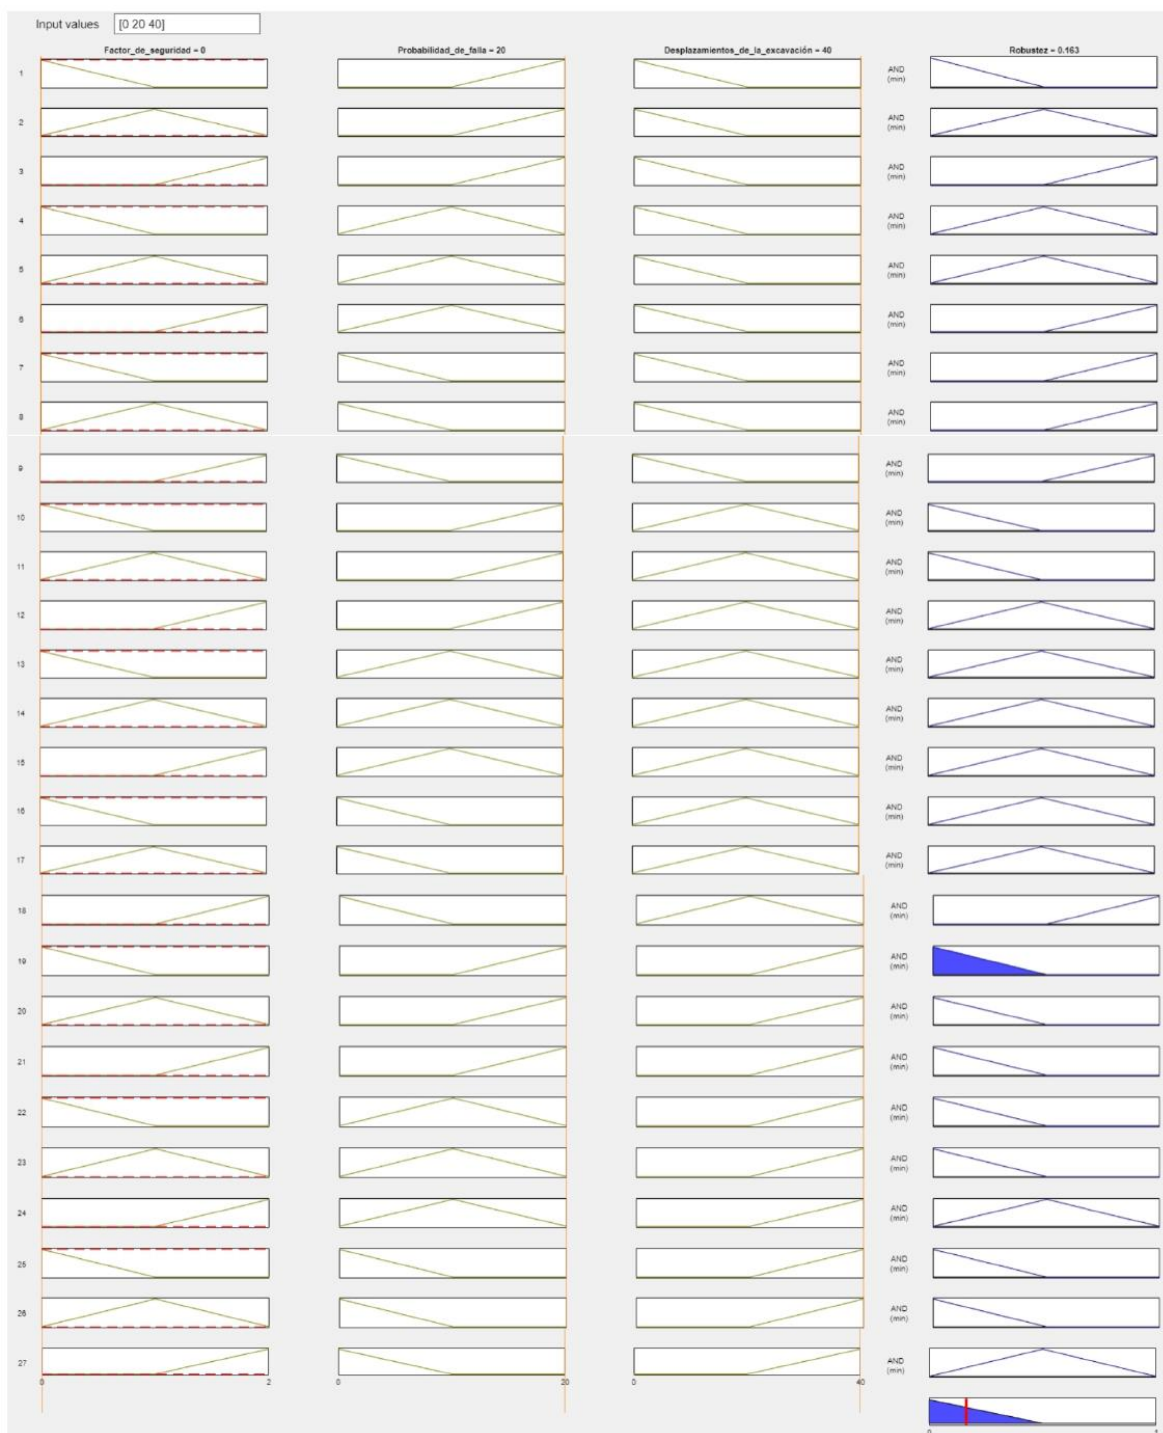 Input values [0 20 40]
Factor_de_seguridad = 0 Probabilidad_de_falla = 20 Desplazamientos_de_la_excavación = 40 Robustez = 0.163
1 AND (min)
2 AND (min)
3 AND (min)
4 AND (min)
5 AND (min)
6 AND (min)
7 AND (min)
8 AND (min)
9 AND (min)
10 AND (min)
11 AND (min)
12 AND (min)
13 AND (min)
14 AND (min)
15 AND (min)
16 AND (min)
17 AND (min)
18 AND (min)
19 AND (min)
20 AND (min)
21 AND (min)
22 AND (min)
23 AND (min)
24 AND (min)
25 AND (min)
26 AND (min)
27 AND (min)
0 2 0 20 0 40
0 1